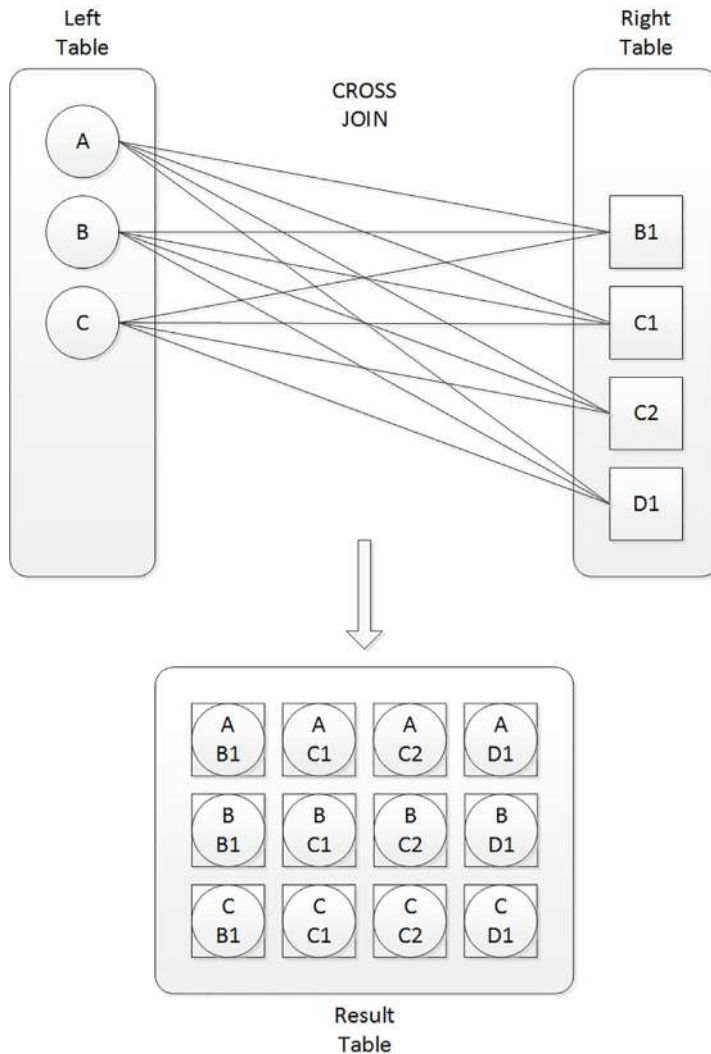 Left
Table
Right
Table
CROSS
JOIN
A
B
C
B1
C1
C2
D1
A A A A
B1 C1 C2 D1
B B B B
B1 C1 C2 D1
C C C C
B1 C1 C2 D1
Result
Table